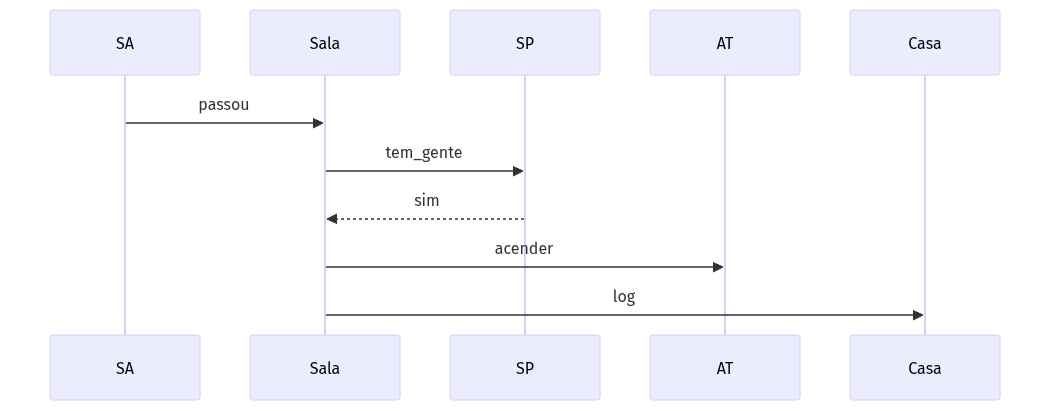 SA
Sala
SP
AT
Casa
passou
tem_gente
sim
acender
log
SA
Sala
SP
AT
Casa